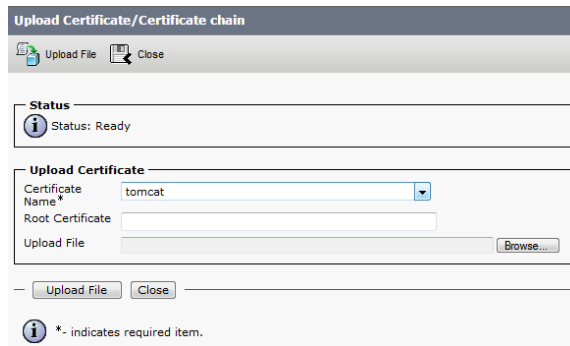 Upload Certificate/Certificate chain
Upload File Close
Status
Status: Ready
Upload Certificate
Certificate
Name*
tomcat
Root Certificate
Upload File Browse...
Upload File Close
*- indicates required item.